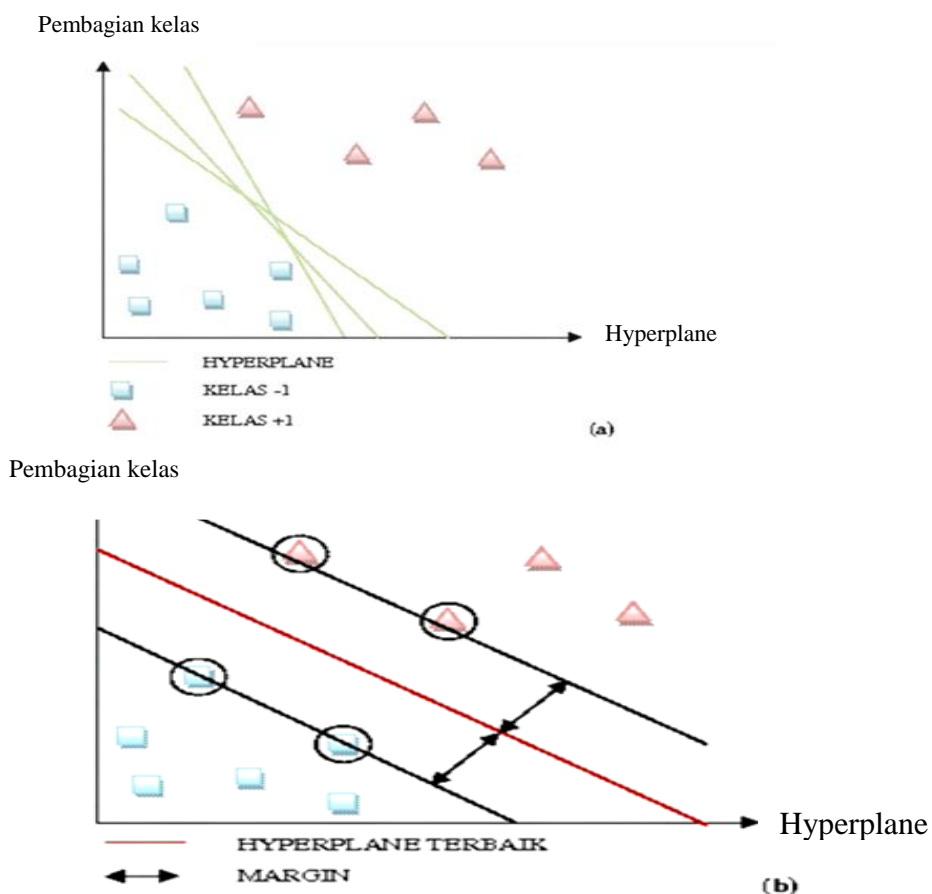 Pembagian kelas
Hyperplane
HYPERPLANE
KELAS -1
KELAS +1
(a)
Pembagian kelas
Hyperplane
HYPERPLANE TERBAIK
MARGIN
(b)